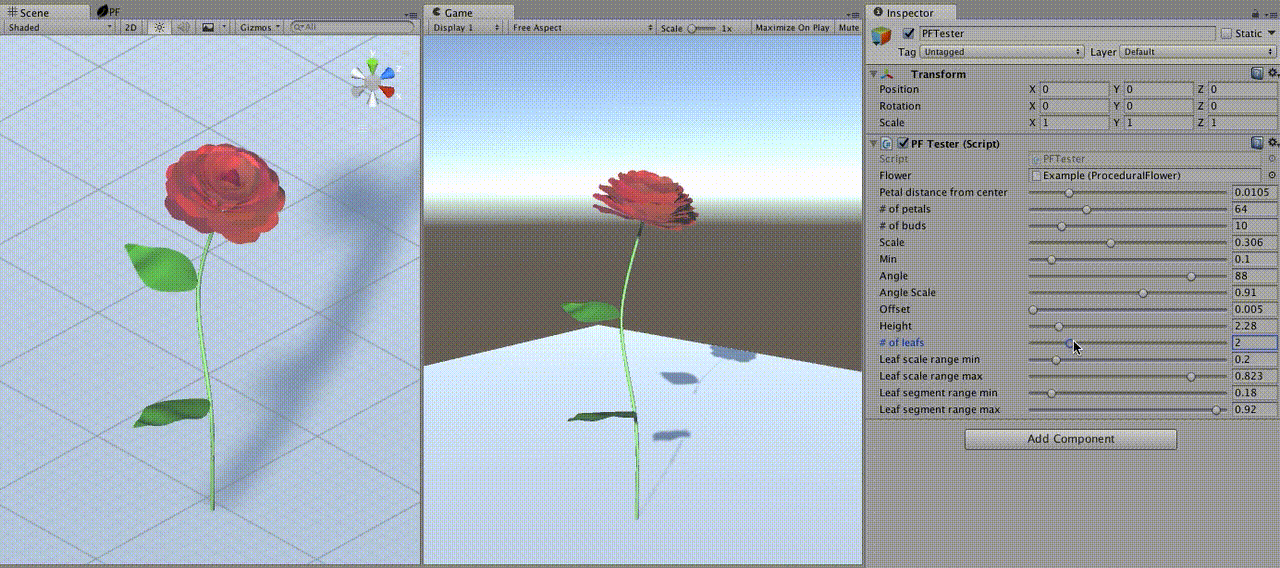 Scene
PF
Shaded
2D
Gizmos
All
Game
Display 1
Free Aspect
Scale
1x
Maximize On Play
Mute
y
z
x
Inspector
PFTester
Static
Tag
Untagged
Layer
Default
Transform
Position X 0 Y 0 Z 0
Rotation X 0 Y 0 Z 0
Scale X 1 Y 1 Z 1
PF Tester (Script)
Script PFTester
Flower Example (ProceduralFlower)
Petal distance from center 0.0105
# of petals 64
# of buds 10
Scale 0.306
Min 0.1
Angle 88
Angle Scale 0.91
Offset 0.005
Height 2.28
# of leafs 2
Leaf scale range min 0.2
Leaf scale range max 0.823
Leaf segment range min 0.18
Leaf segment range max 0.92
Add Component